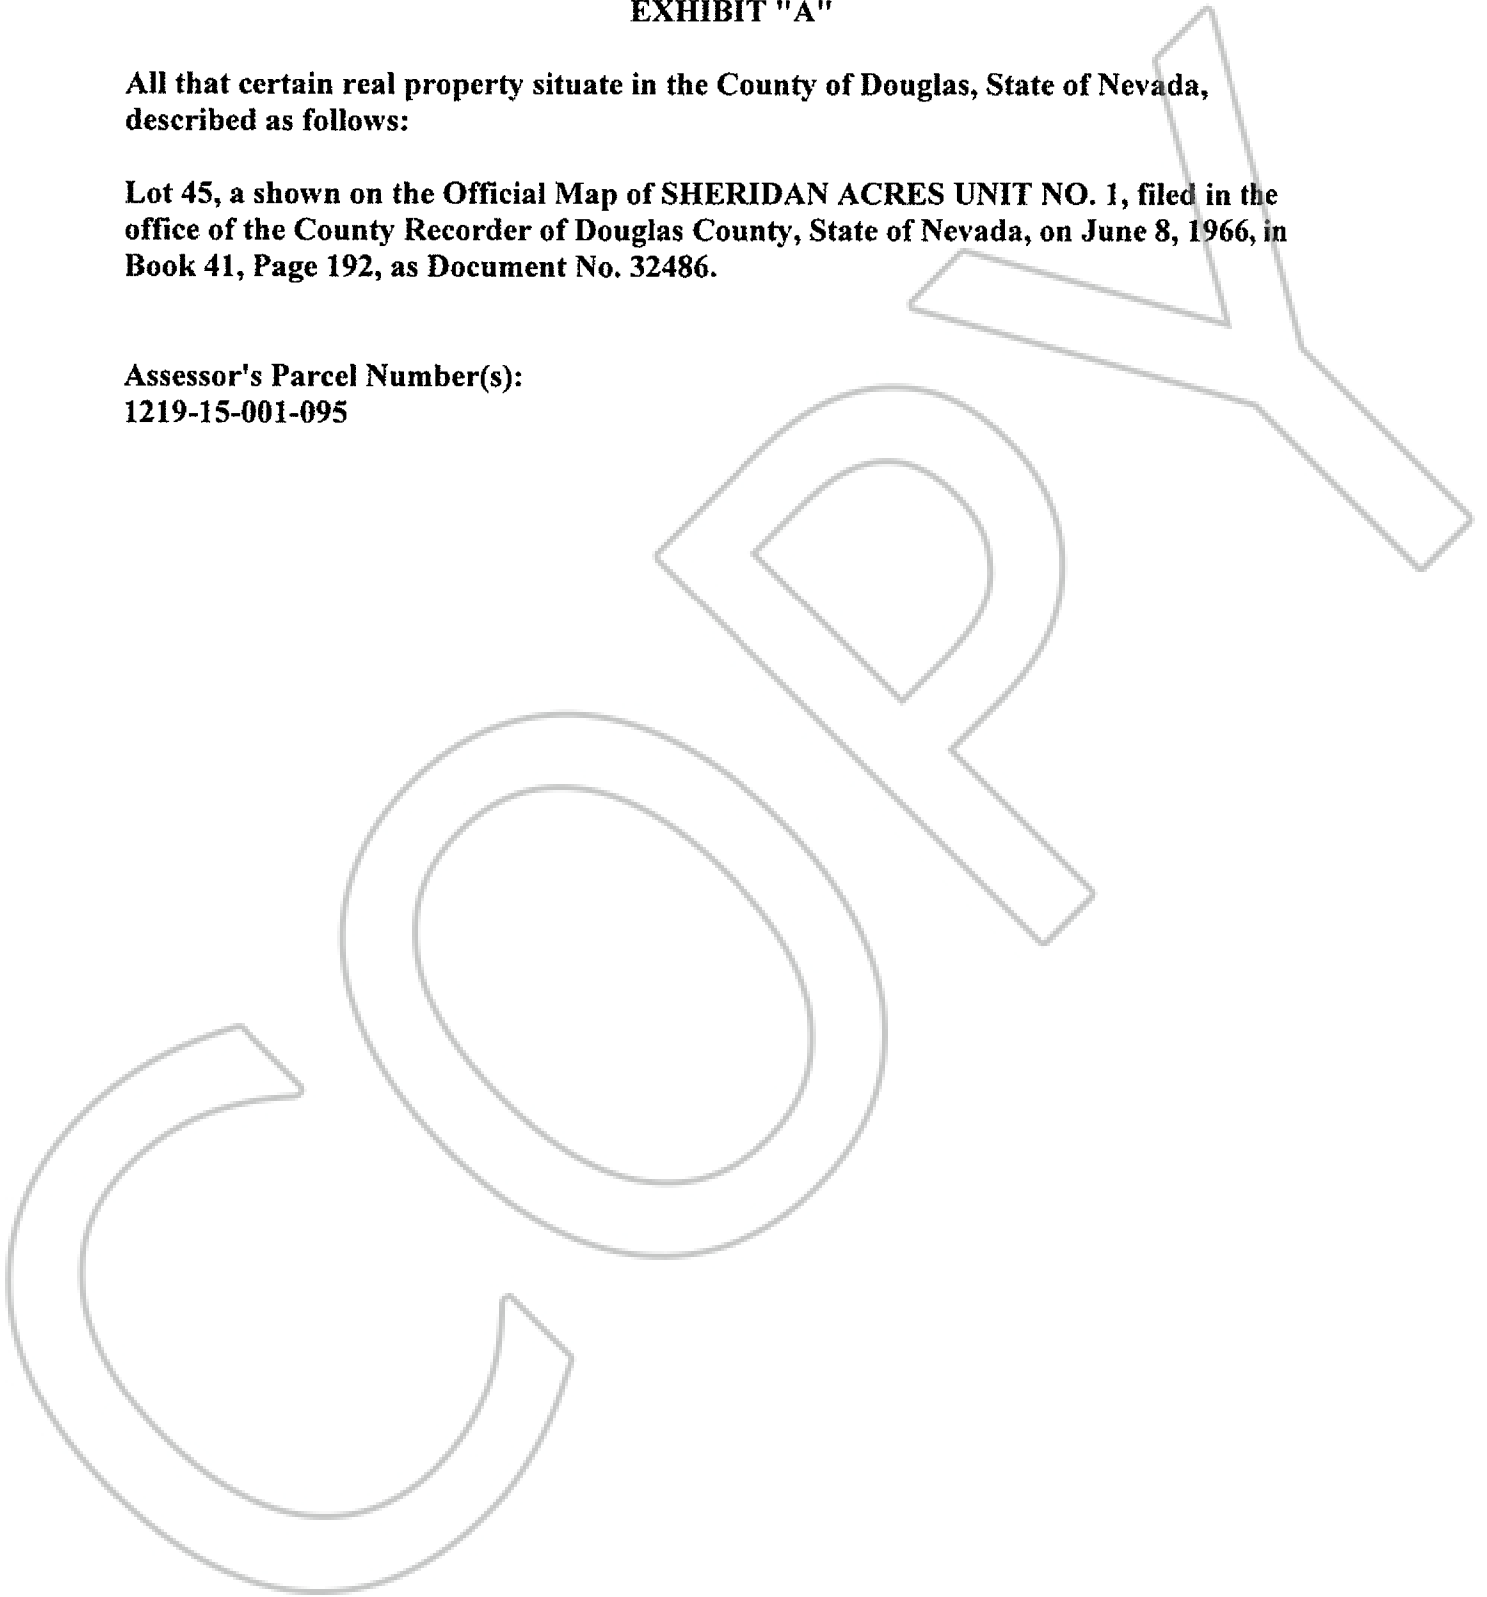 EXHIBIT "A"
All that certain real property situate in the County of Douglas, State of Nevada,
described as follows:
Lot 45, a shown on the Official Map of SHERIDAN ACRES UNIT NO. 1, filed in the
office of the County Recorder of Douglas County, State of Nevada, on June 8, 1966, in
Book 41, Page 192, as Document No. 32486.
Assessor's Parcel Number(s):
1219-15-001-095
COPY